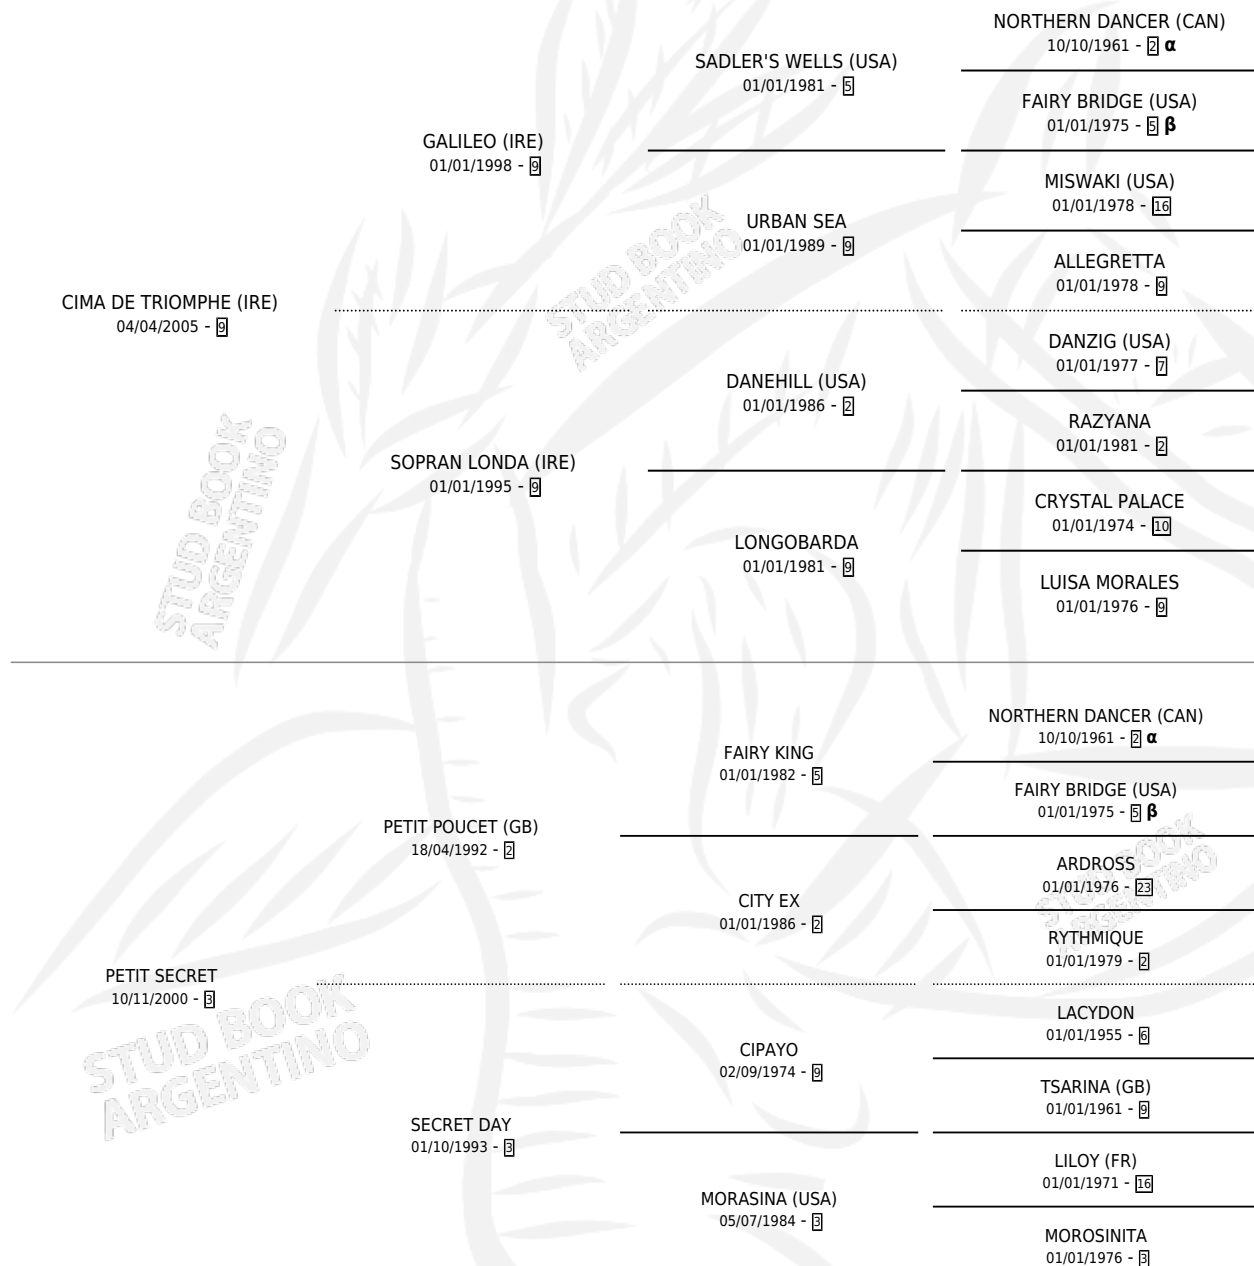 NORTHERN DANCER (CAN)
10/10/1961 - 2 α
SADLER'S WELLS (USA)
01/01/1981 - 5
FAIRY BRIDGE (USA)
01/01/1975 - 5 β
GALILEO (IRE)
01/01/1998 - 9
MISWAKI (USA)
01/01/1978 - 16
URBAN SEA
01/01/1989 - 9
ALLEGRETTA
01/01/1978 - 9
CIMA DE TRIOMPHE (IRE)
04/04/2005 - 9
DANZIG (USA)
01/01/1977 - 7
DANEHILL (USA)
01/01/1986 - 2
RAZYANA
01/01/1981 - 2
SOPRAN LONDA (IRE)
01/01/1995 - 9
CRYSTAL PALACE
01/01/1974 - 10
LONGOBARDA
01/01/1981 - 9
LUISA MORALES
01/01/1976 - 9
NORTHERN DANCER (CAN)
10/10/1961 - 2 α
FAIRY KING
01/01/1982 - 5
FAIRY BRIDGE (USA)
01/01/1975 - 5 β
PETIT POUCET (GB)
18/04/1992 - 2
ARDROSS
01/01/1976 - 23
CITY EX
01/01/1986 - 2
RYTHMIQUE
01/01/1979 - 2
PETIT SECRET
10/11/2000 - 3
LACYDON
01/01/1955 - 6
CIPAYO
02/09/1974 - 9
TSARINA (GB)
01/01/1961 - 9
SECRET DAY
01/10/1993 - 3
LILOY (FR)
01/01/1971 - 16
MORASINA (USA)
05/07/1984 - 3
MOROSINITA
01/01/1976 - 3
STUD BOOK
ARGENTINO
STUD BOOK
ARGENTINO
STUD BOOK
ARGENTINO
STUD BOOK
ARGENTINO